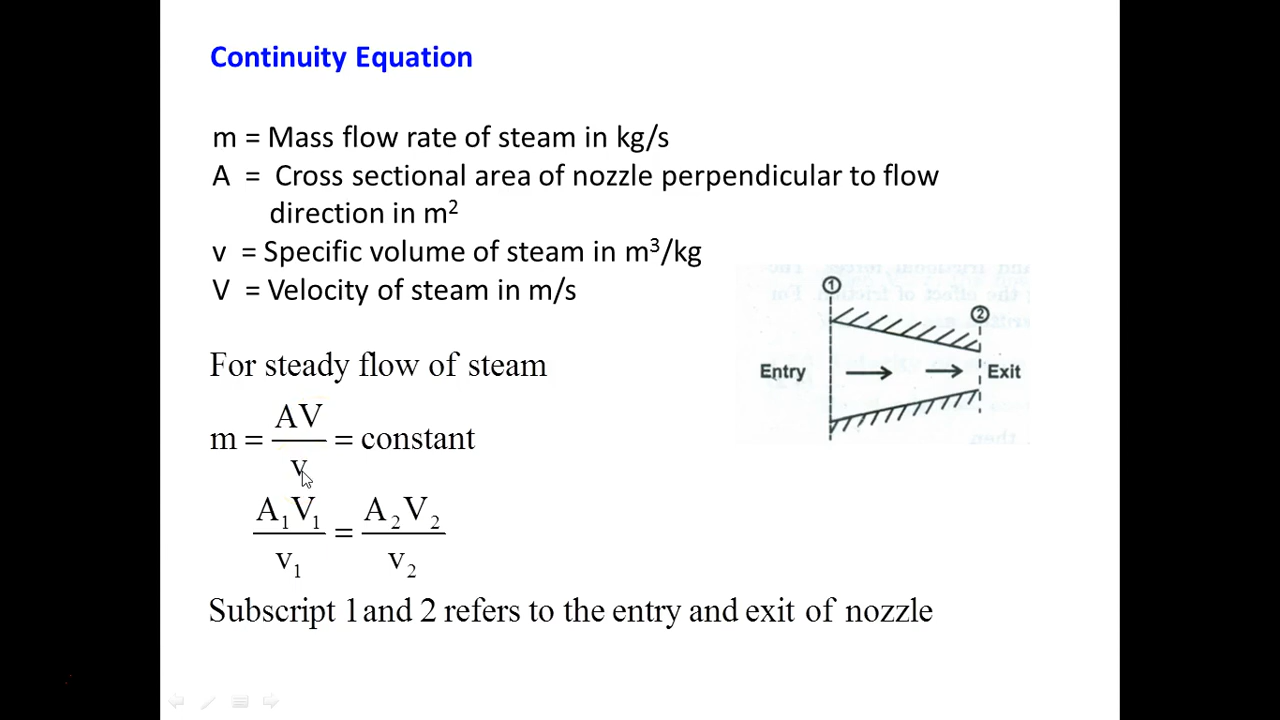 Continuity Equation
m = Mass flow rate of steam in kg/s
A = Cross sectional area of nozzle perpendicular to flow
direction in m²
v = Specific volume of steam in m³/kg
V = Velocity of steam in m/s
For steady flow of steam
m = AV/v = constant
A₁V₁/v₁ = A₂V₂/v₂
Subscript 1 and 2 refers to the entry and exit of nozzle
①
②
Entry
Exit